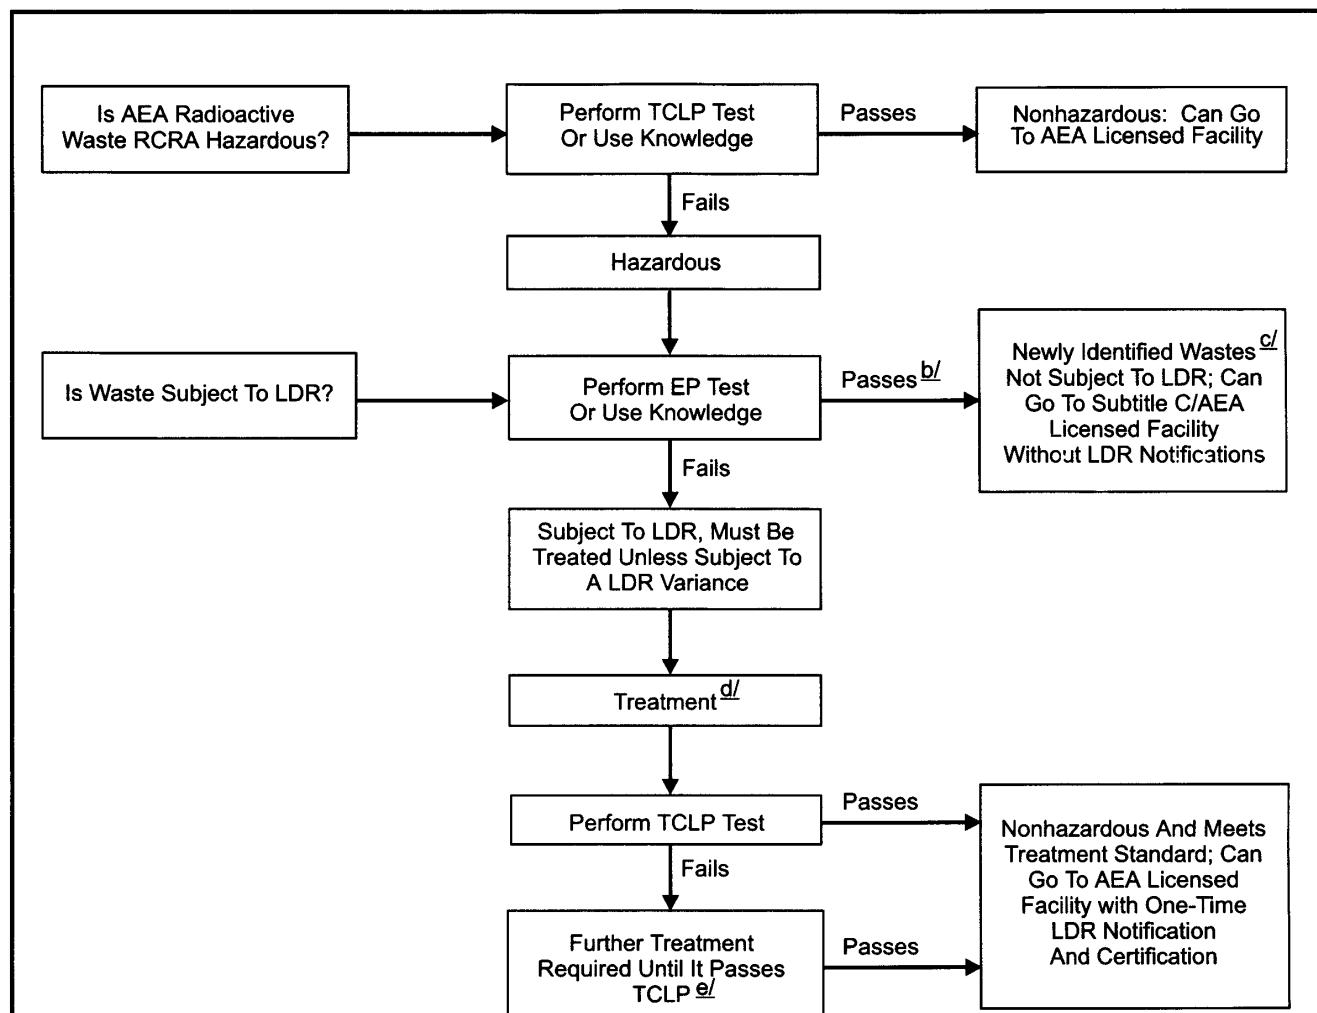 Is AEA Radioactive
Waste RCRA Hazardous?
Perform TCLP Test
Or Use Knowledge
Passes
Nonhazardous: Can Go
To AEA Licensed Facility
Fails
Hazardous
Is Waste Subject To LDR?
Perform EP Test
Or Use Knowledge
Passes b/
Newly Identified Wastes c/
Not Subject To LDR; Can
Go To Subtitle C/AEA
Licensed Facility
Without LDR Notifications
Fails
Subject To LDR, Must Be
Treated Unless Subject To
A LDR Variance
Treatment d/
Perform TCLP Test
Passes
Nonhazardous And Meets
Treatment Standard; Can
Go To AEA Licensed
Facility with One-Time
LDR Notification
And Certification
Fails
Further Treatment
Required Until It Passes
TCLP e/
Passes